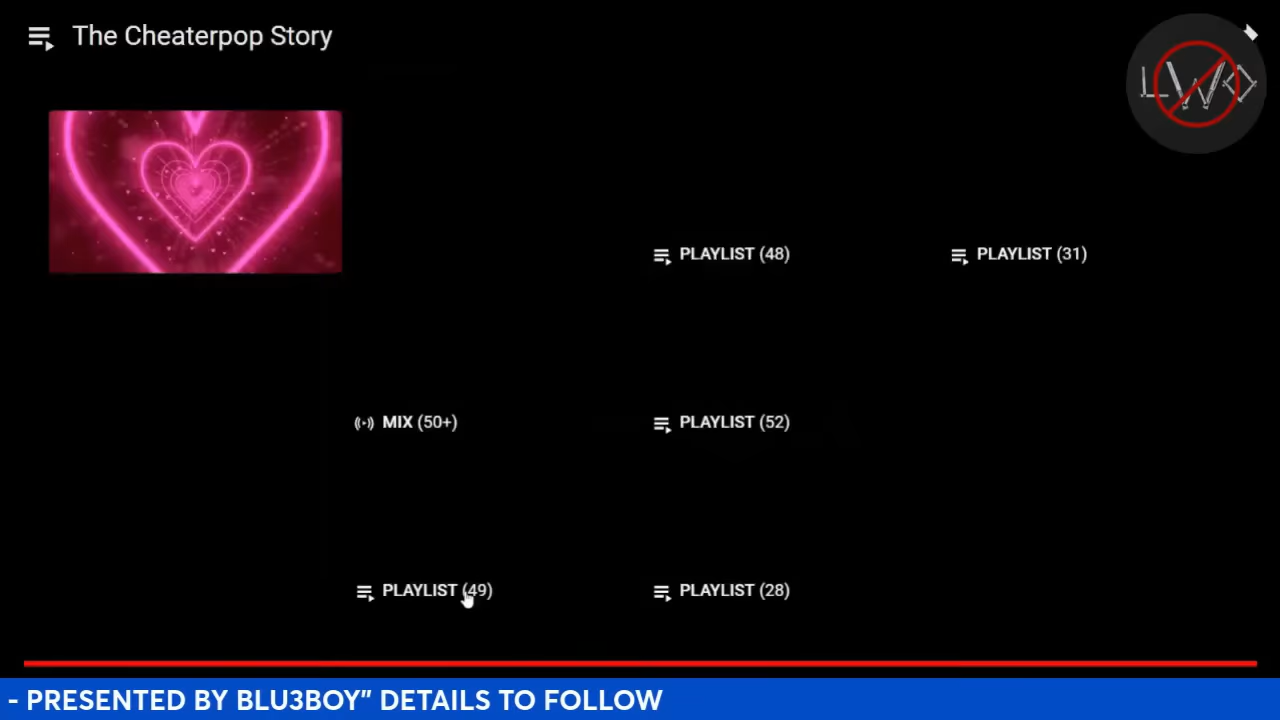 The Cheaterpop Story
LWD
PLAYLIST (48)
PLAYLIST (31)
MIX (50+)
PLAYLIST (52)
PLAYLIST (49)
PLAYLIST (28)
- PRESENTED BY BLU3BOY” DETAILS TO FOLLOW